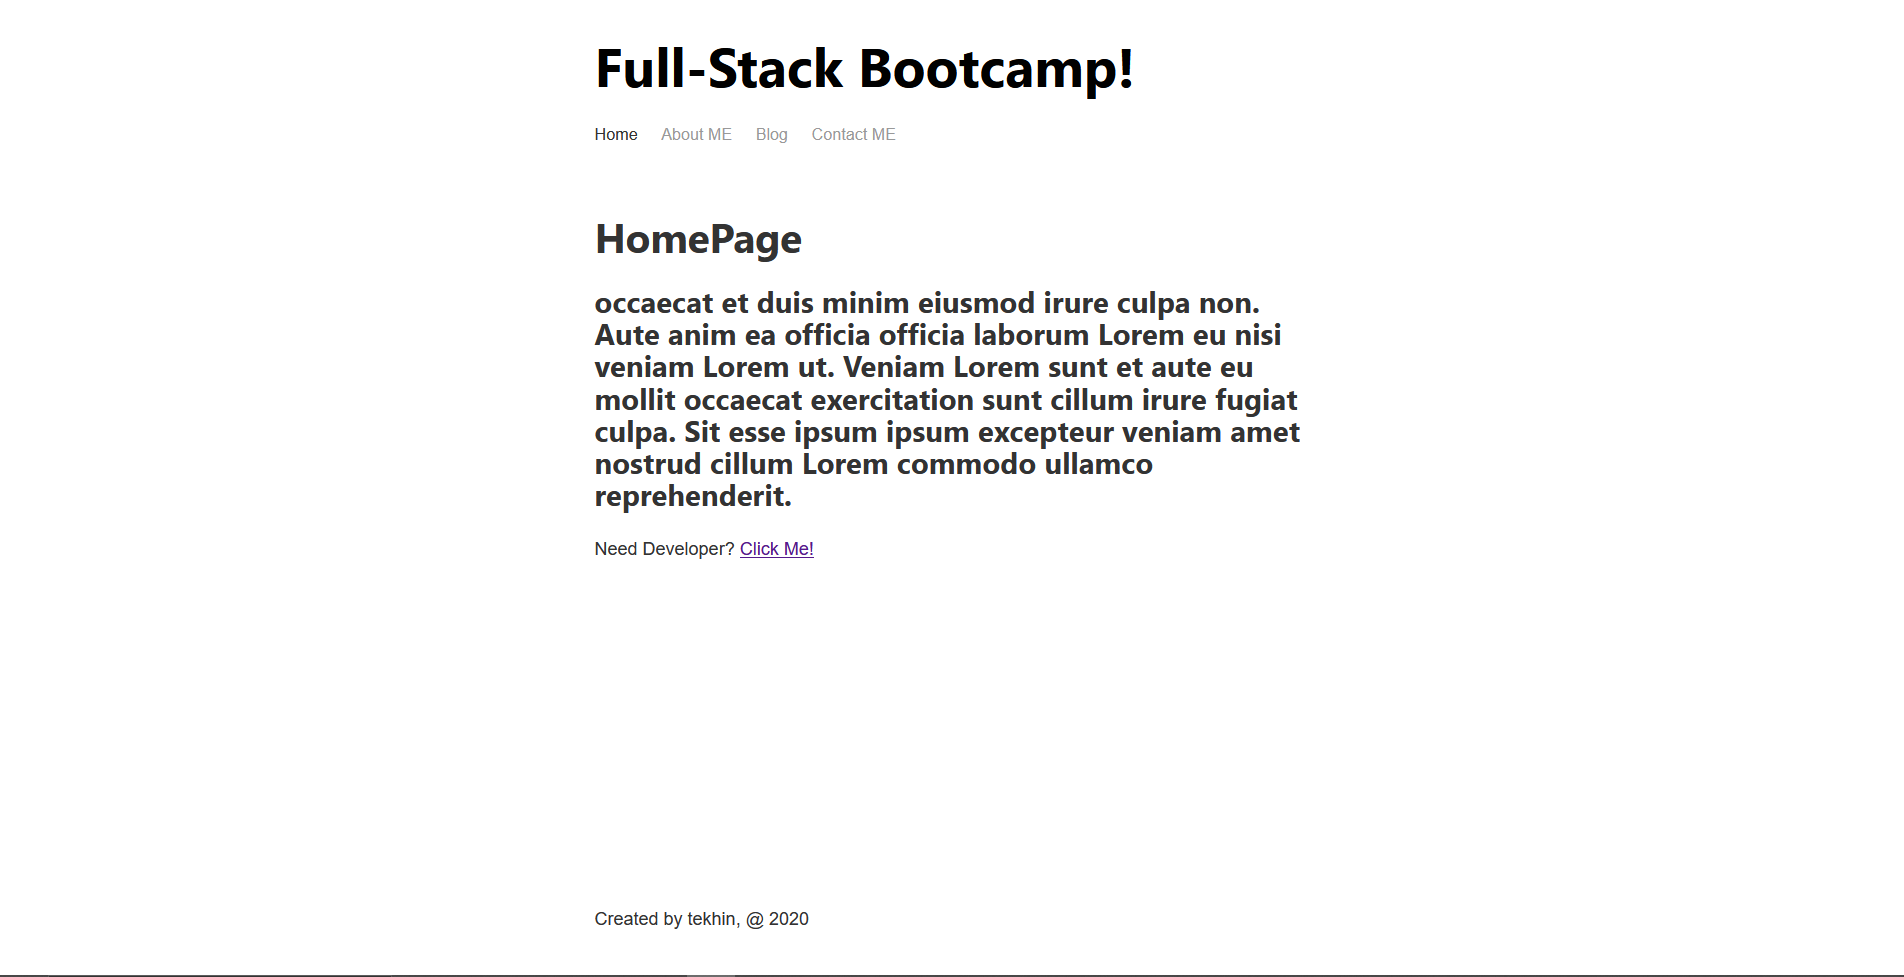 Full-Stack Bootcamp!
Home About ME Blog Contact ME
HomePage
occaecat et duis minim eiusmod irure culpa non.
Aute anim ea officia officia laborum Lorem eu nisi
veniam Lorem ut. Veniam Lorem sunt et aute eu
mollit occaecat exercitation sunt cillum irure fugiat
culpa. Sit esse ipsum ipsum excepteur veniam amet
nostrud cillum Lorem commodo ullamco
reprehenderit.
Need Developer? Click Me!
Created by tekhin, @ 2020